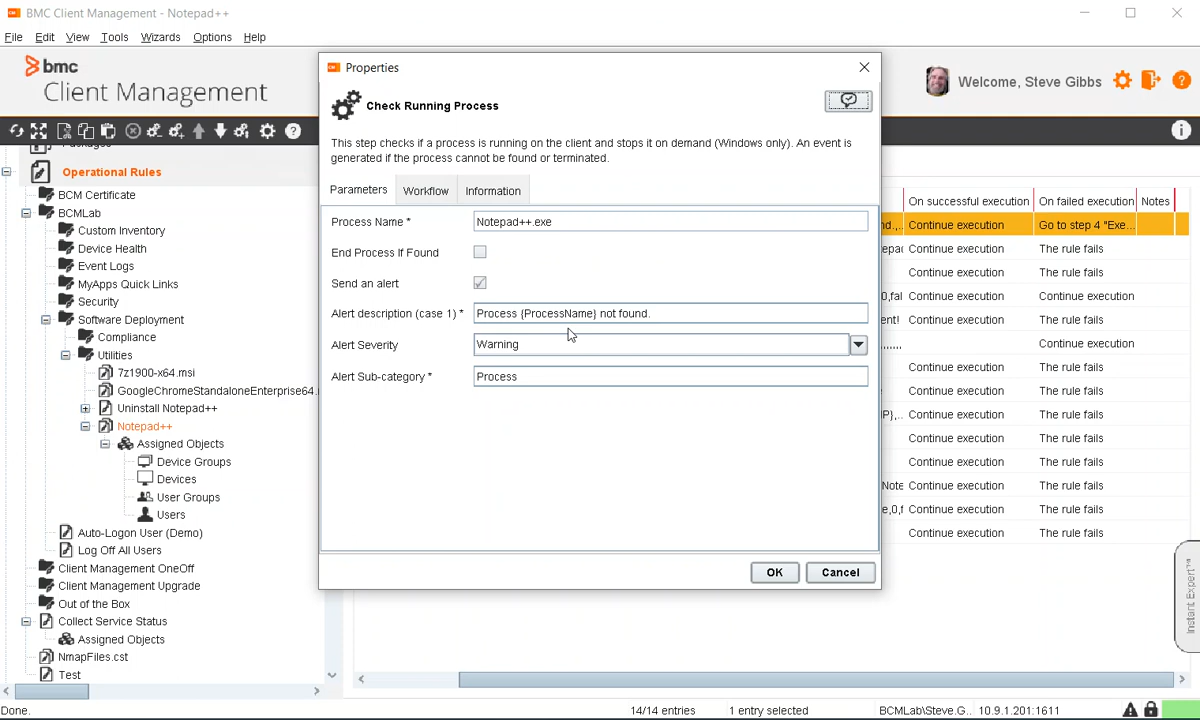 BMC Client Management - Notepad++
File Edit View Tools Wizards Options Help
bmc
Client Management
Welcome, Steve Gibbs
Operational Rules
BMC Certificate
BCMLab
Custom Inventory
Device Health
Event Logs
MyApps Quick Links
Security
Software Deployment
Compliance
Utilities
7z1900-x64.msi
GoogleChromeStandaloneEnterprise64.
Uninstall Notepad++
Notepad++
Assigned Objects
Device Groups
Devices
User Groups
Users
Auto-Logon User (Demo)
Log Off All Users
Client Management OneOff
Client Management Upgrade
Out of the Box
Collect Service Status
Assigned Objects
NmapFiles.cst
Test
Properties
Check Running Process
This step checks if a process is running on the client and stops it on demand (Windows only). An event is
generated if the process cannot be found or terminated.
Parameters Workflow Information
Process Name * Notepad++.exe
End Process If Found
Send an alert
Alert description (case 1) * Process {ProcessName} not found.
Alert Severity Warning
Alert Sub-category * Process
OK Cancel
On successful execution On failed execution Notes
Continue execution Go to step 4 "Exe...
Continue execution The rule fails
Continue execution The rule fails
Continue execution Continue execution
Continue execution The rule fails
Continue execution Continue execution
Continue execution The rule fails
Continue execution The rule fails
Continue execution The rule fails
Continue execution The rule fails
Continue execution The rule fails
Continue execution The rule fails
Continue execution The rule fails
Continue execution The rule fails
Instant Expert™
Done. 14/14 entries 1 entry selected BCMLab\Steve.G.. 10.9.1.201:1611